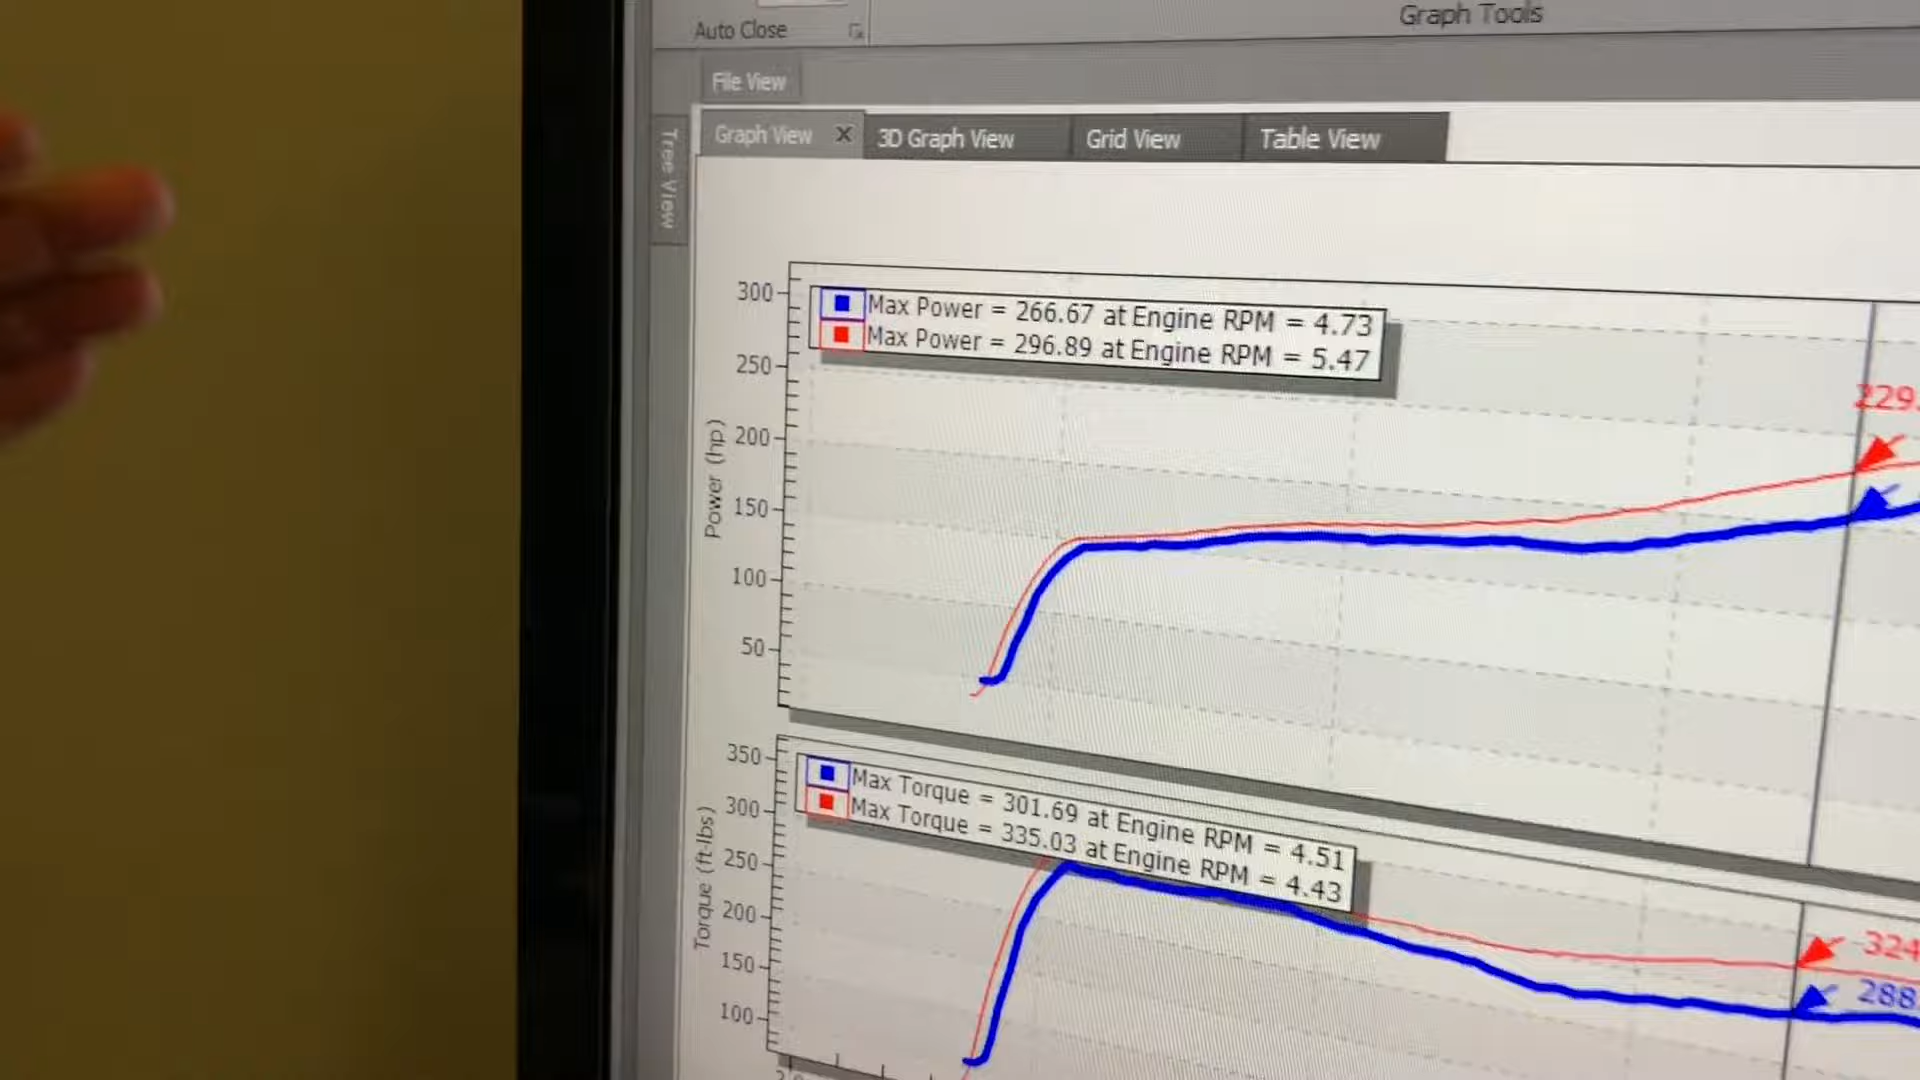 Auto Close
Graph Tools
File View
Tree View
Graph View
3D Graph View
Grid View
Table View
300
250
200
150
100
50
Power (hp)
Max Power = 266.67 at Engine RPM = 4.73
Max Power = 296.89 at Engine RPM = 5.47
229.
350
300
250
200
150
100
Torque (ft-lbs)
Max Torque = 301.69 at Engine RPM = 4.51
Max Torque = 335.03 at Engine RPM = 4.43
324
288